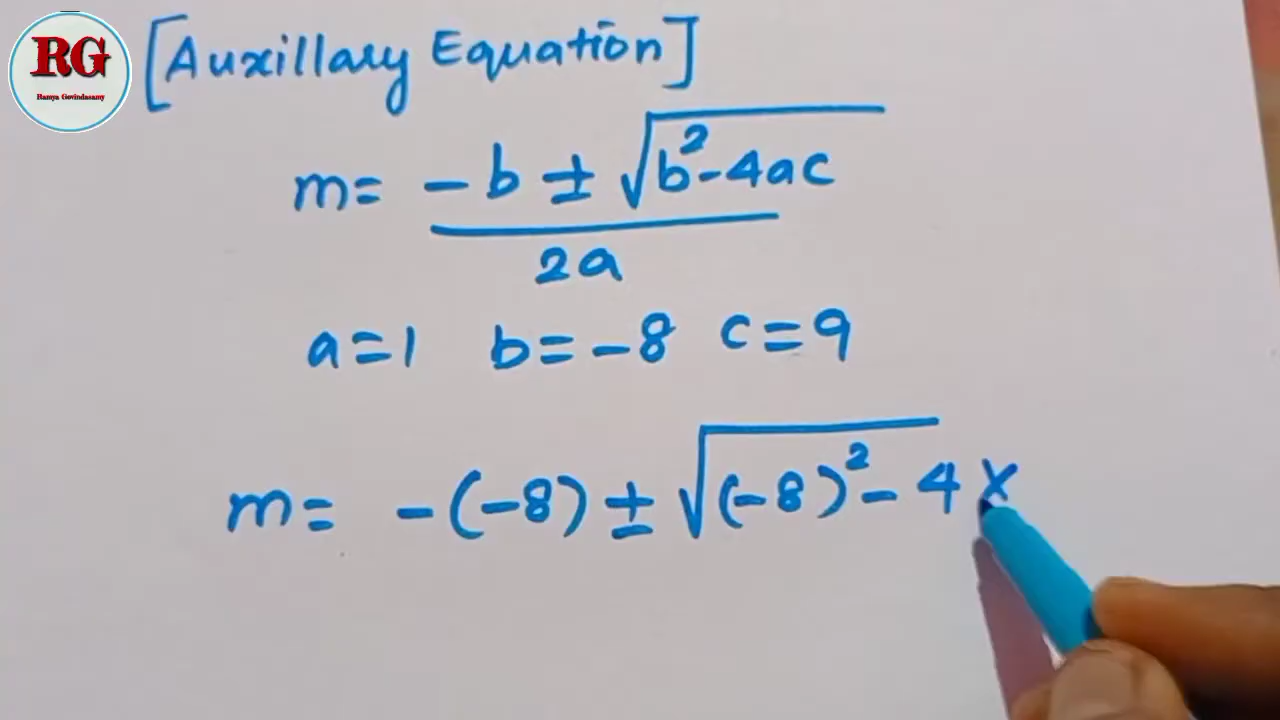 RG
Ramya Govindasamy
[Auxillary Equation]
m= -b ± √b²-4ac
2a
a=1 b=-8 c=9
m= -(-8) ± √(-8)²-4×